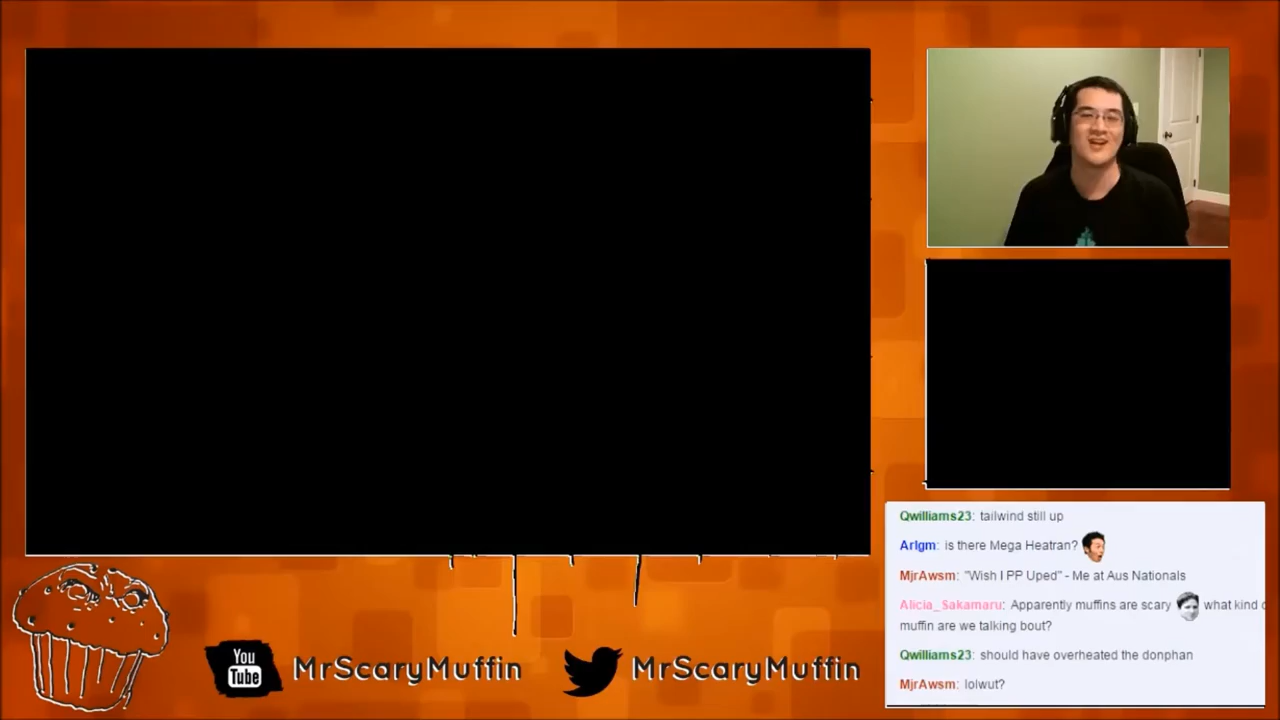 Qwilliams23: tailwind still up
Arlgm: is there Mega Heatran?
MjrAwsm: "Wish I PP Uped" - Me at Aus Nationals
Alicia_Sakamaru: Apparently muffins are scary what kind
muffin are we talking bout?
Qwilliams23: should have overheated the donphan
MjrAwsm: lolwut?
You
Tube
MrScaryMuffin
MrScaryMuffin